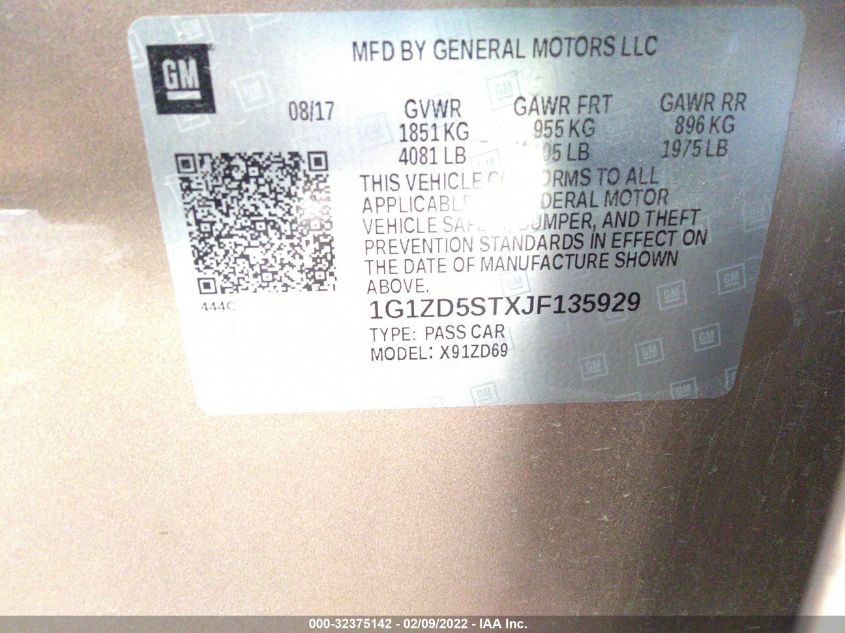 GM
MFD BY GENERAL MOTORS LLC
08/17 GVWR GAWR FRT GAWR RR
1851 KG 955 KG 896 KG
4081 LB LB 1975 LB
THIS VEHICLE TO ALL
APPLICABLE MOTOR
VEHICLE BUMPER, AND THEFT
PREVENTION STANDARDS IN EFFECT ON
THE DATE OF MANUFACTURE SHOWN
ABOVE.
444C
1G1ZD5STXJF135929
TYPE: PASS CAR
MODEL: X91ZD69
000-32375142 - 02/09/2022 - IAA Inc.